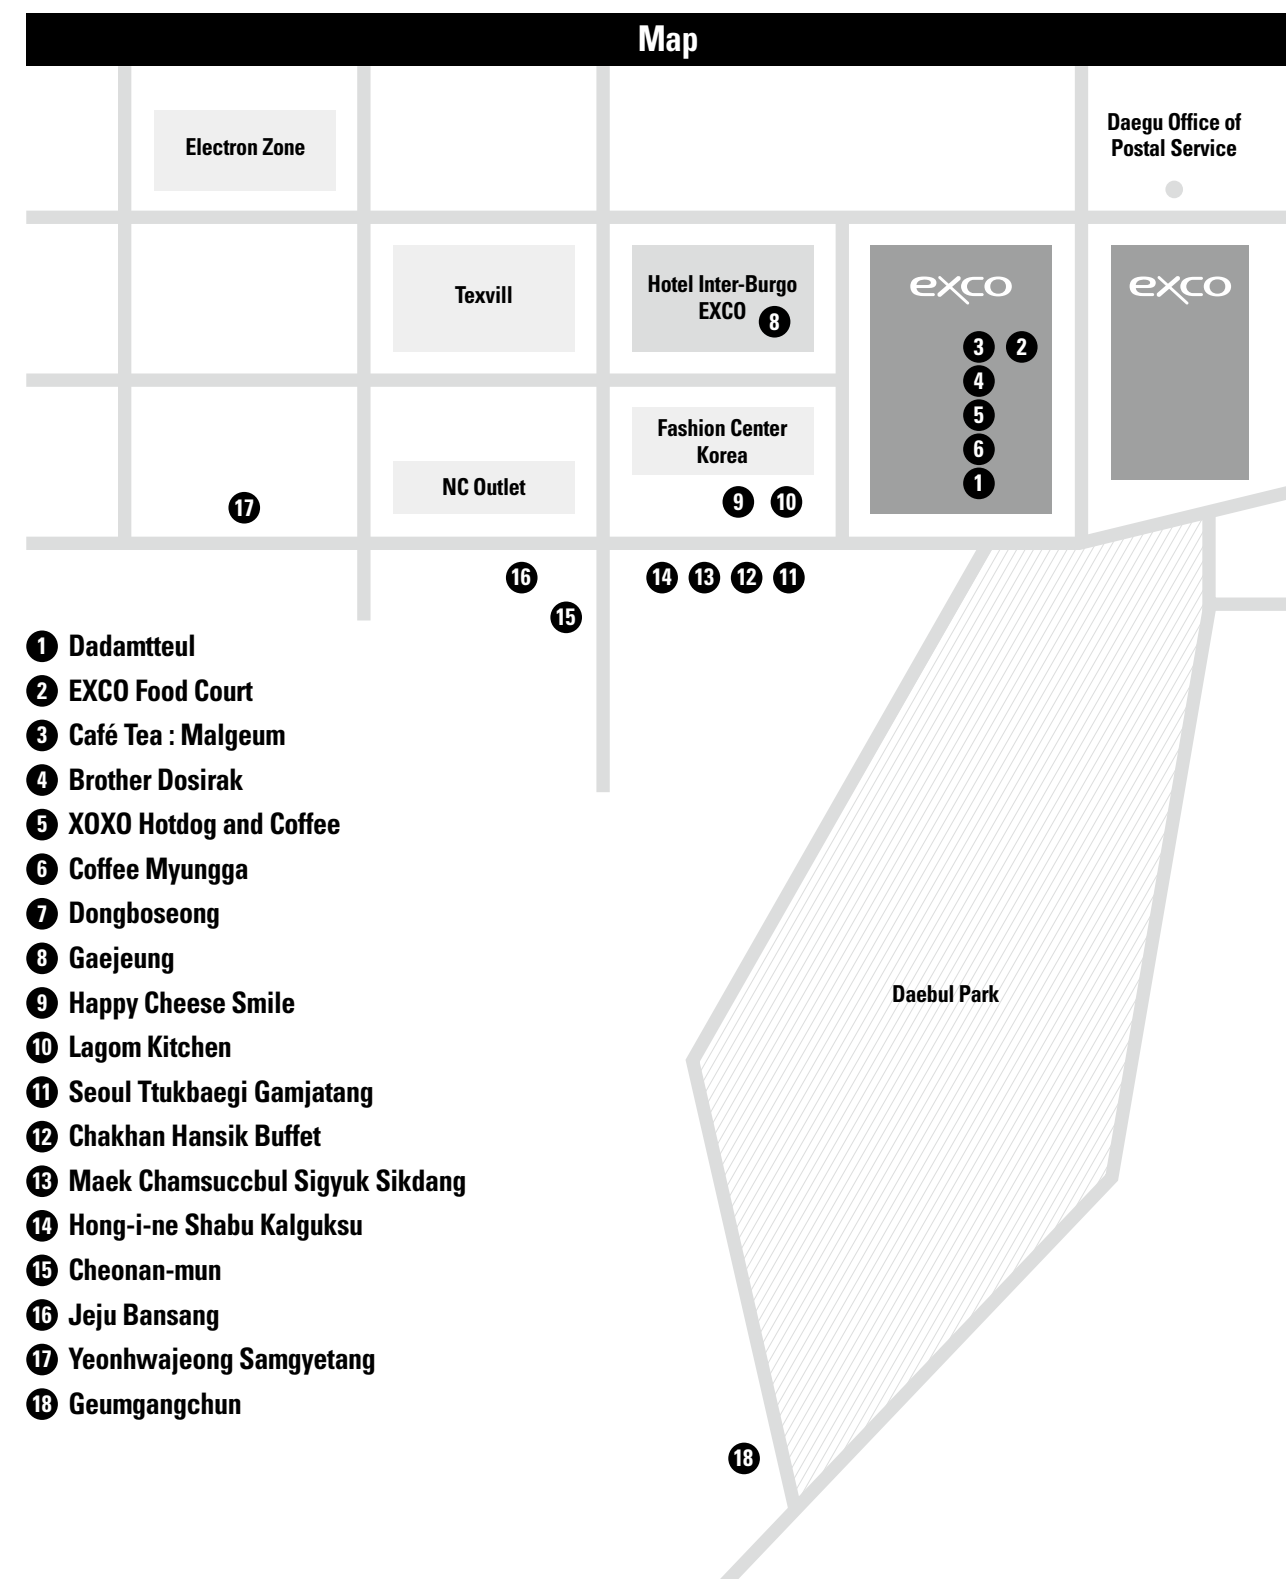 Map
Electron Zone
Daegu Office of
Postal Service
Texvill
Hotel Inter-Burgo
EXCO
8
exco
exco
3 2
4
5
6
1
Fashion Center
Korea
NC Outlet
9 10
17
16
14 13 12 11
15
1 Dadamtteul
2 EXCO Food Court
3 Café Tea : Malgeum
4 Brother Dosirak
5 XOXO Hotdog and Coffee
6 Coffee Myungga
7 Dongboseong
8 Gaejeung
9 Happy Cheese Smile
10 Lagom Kitchen
11 Seoul Ttukbaegi Gamjatang
12 Chakhan Hansik Buffet
13 Maek Chamsuccbul Sigyuk Sikdang
14 Hong-i-ne Shabu Kalguksu
15 Cheonan-mun
16 Jeju Bansang
17 Yeonhwajeong Samgyetang
18 Geumgangchun
Daebul Park
18